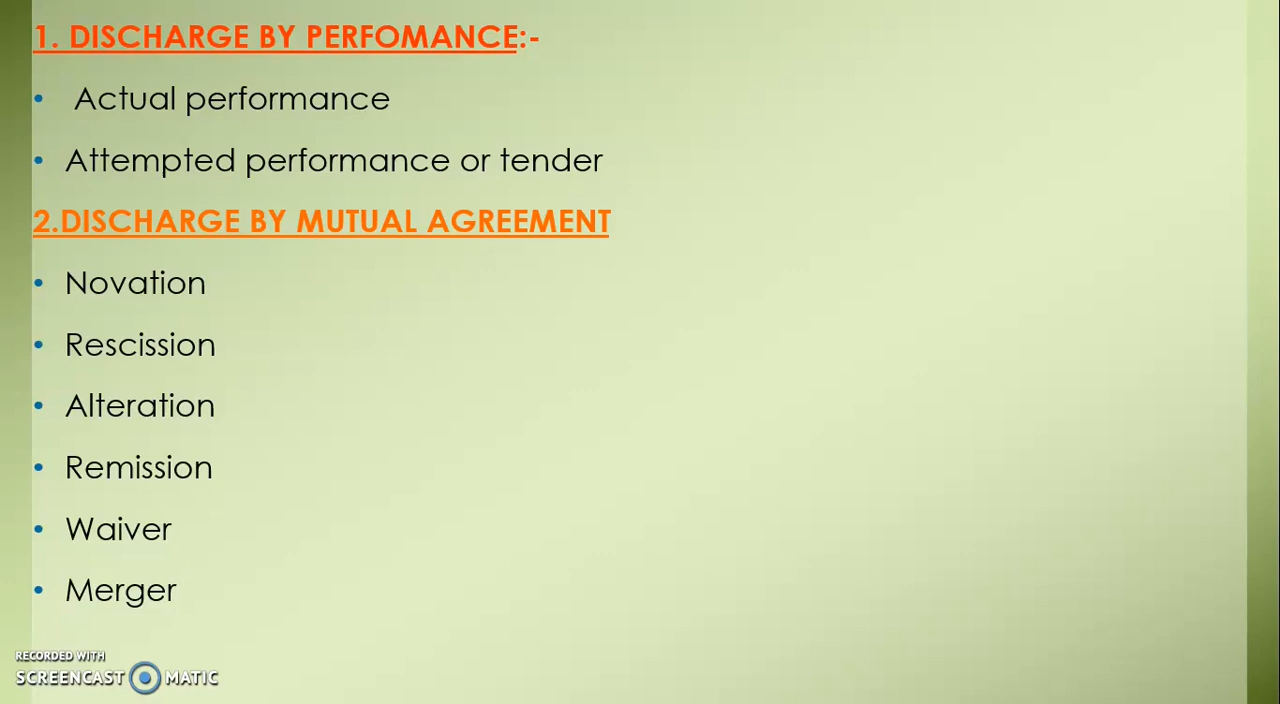 1. DISCHARGE BY PERFOMANCE:-
• Actual performance
• Attempted performance or tender
2.DISCHARGE BY MUTUAL AGREEMENT
• Novation
• Rescission
• Alteration
• Remission
• Waiver
• Merger
RECORDED WITH
SCREENCAST MATIC